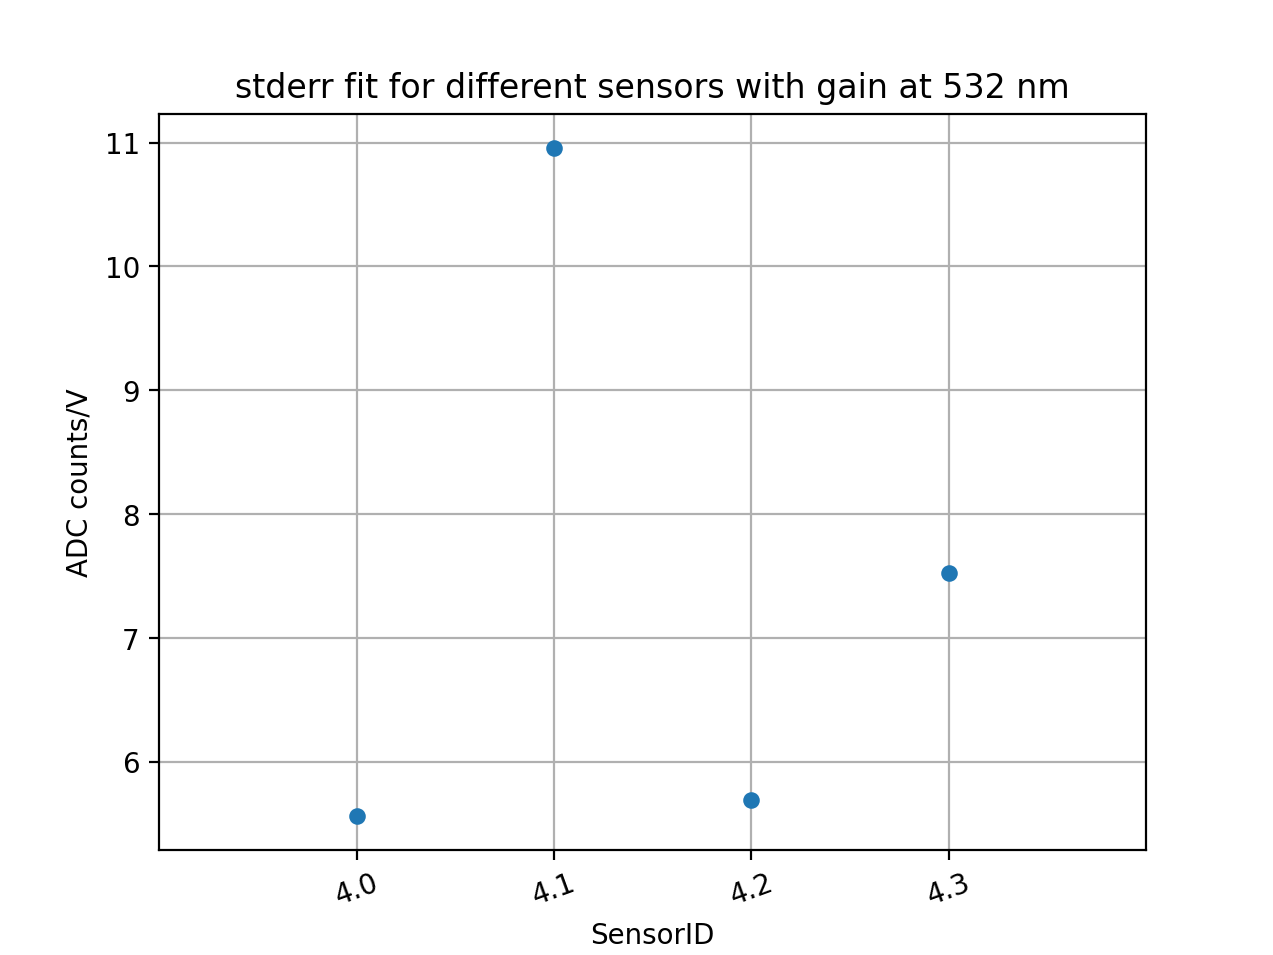 stderr fit for different sensors with gain at 532 nm
11
10
9
8
7
6
ADC counts/V
4.0 4.1 4.2 4.3
SensorID